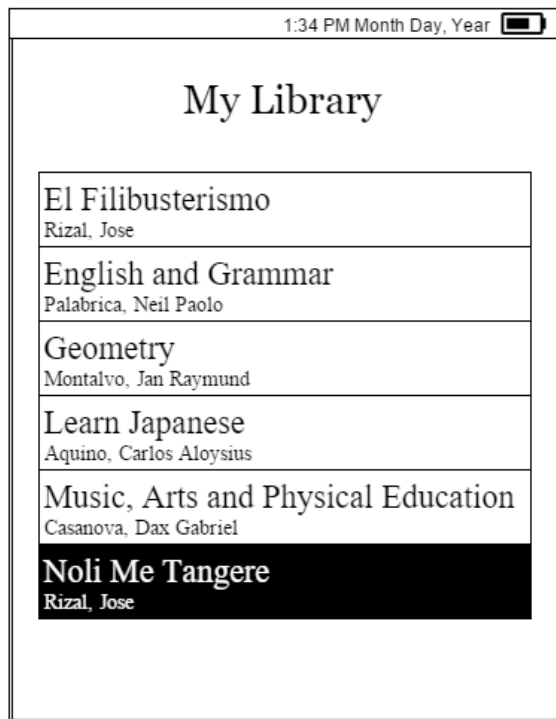 1:34 PM Month Day, Year
My Library
El Filibusterismo
Rizal, Jose
English and Grammar
Palabrica, Neil Paolo
Geometry
Montalvo, Jan Raymund
Learn Japanese
Aquino, Carlos Aloysius
Music, Arts and Physical Education
Casanova, Dax Gabriel
Noli Me Tangere
Rizal, Jose